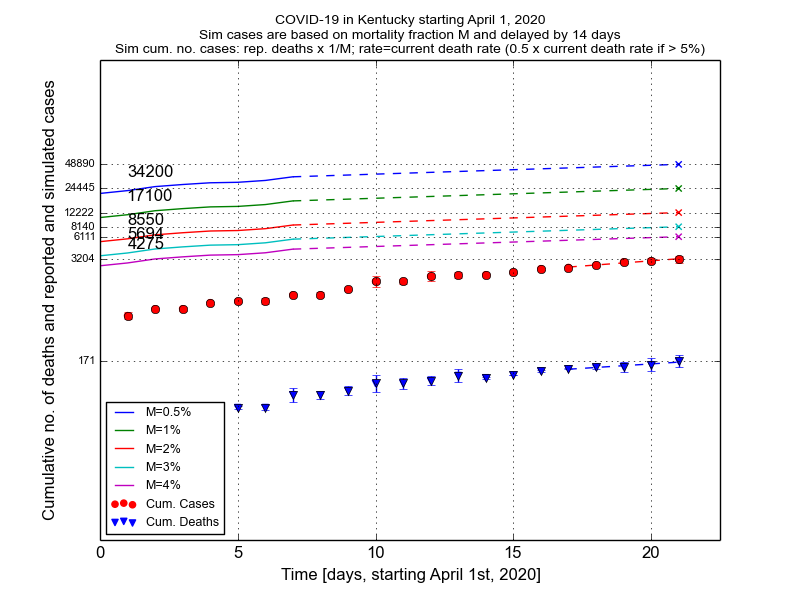 COVID-19 in Kentucky starting April 1, 2020
Sim cases are based on mortality fraction M and delayed by 14 days
Sim cum. no. cases: rep. deaths x 1/M; rate=current death rate (0.5 x current death rate if > 5%)
Cumulative no. of deaths and reported and simulated cases
48890
24445
12222
8140
6111
3204
171
34200
17100
8550
5694
4275
M=0.5%
M=1%
M=2%
M=3%
M=4%
Cum. Cases
Cum. Deaths
0 5 10 15 20
Time [days, starting April 1st, 2020]